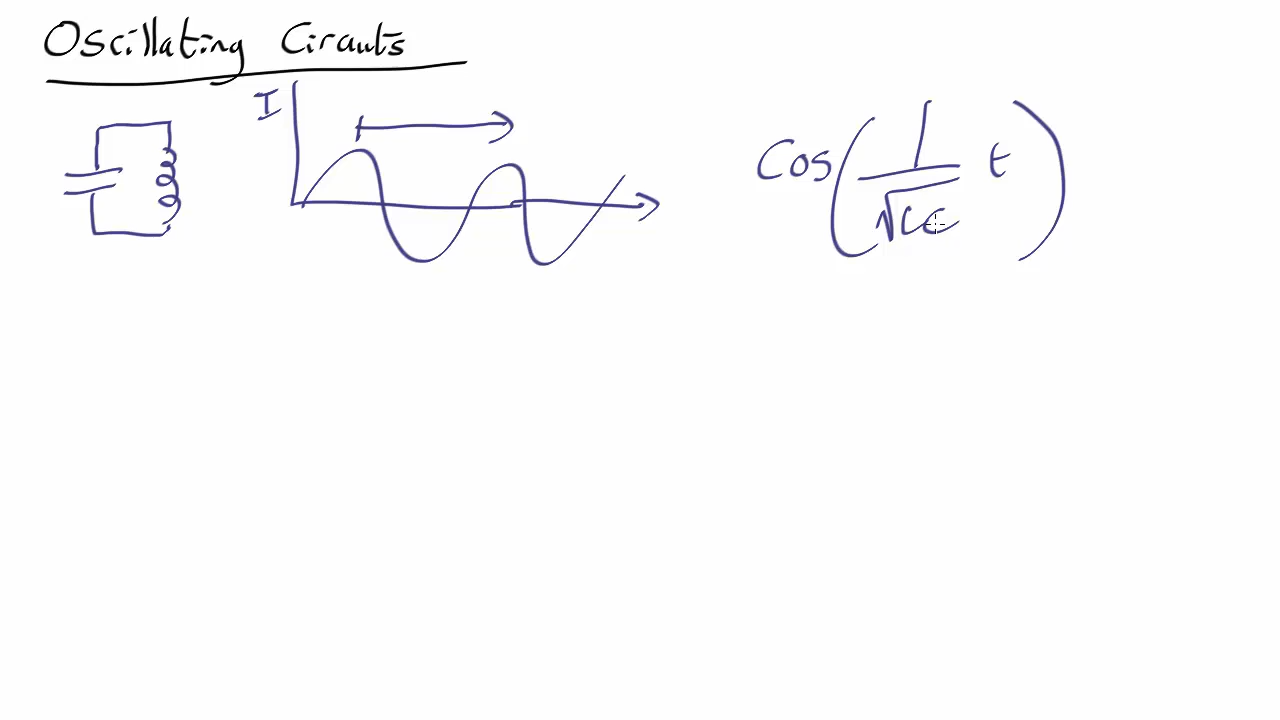 Oscillating Circuits
I
Cos(1/√LC t)